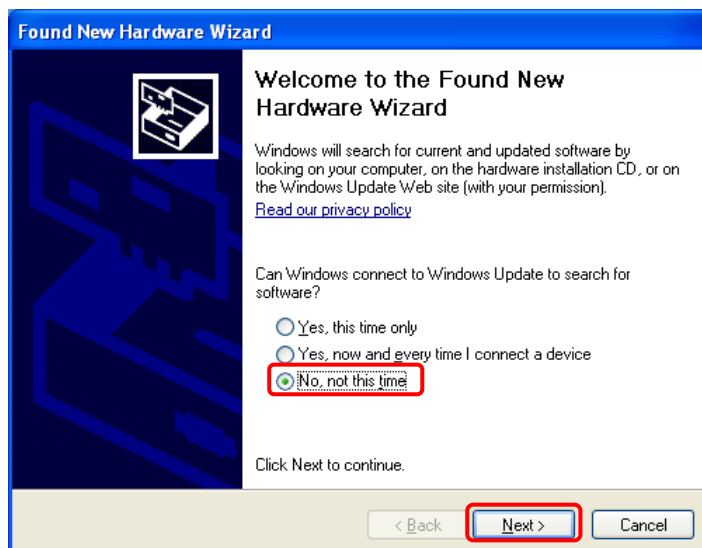 Found New Hardware Wizard
Welcome to the Found New
Hardware Wizard
Windows will search for current and updated software by
looking on your computer, on the hardware installation CD, or on
the Windows Update Web site (with your permission).
Read our privacy policy
Can Windows connect to Windows Update to search for
software?
Yes, this time only
Yes, now and every time I connect a device
No, not this time
Click Next to continue.
< Back Next > Cancel